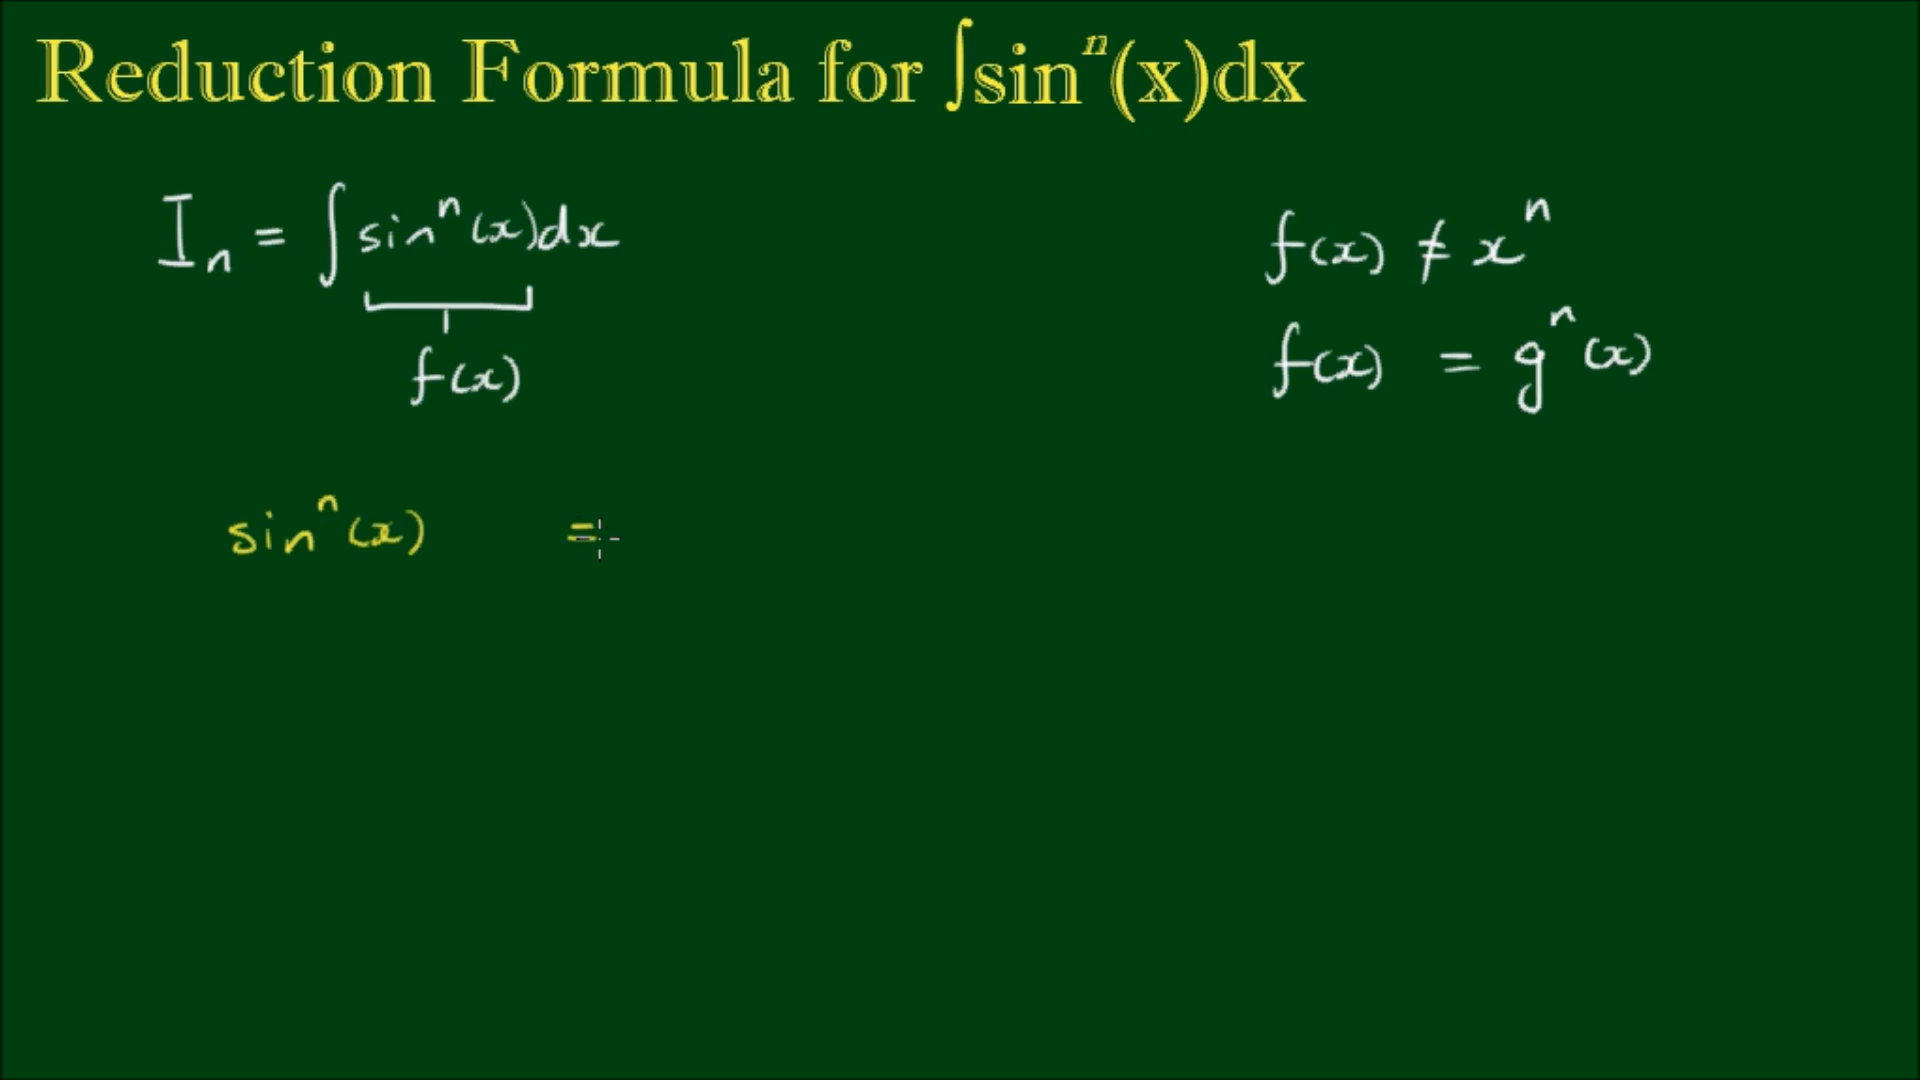 Reduction Formula for ∫sinⁿ(x)dx
Iₙ = ∫sinⁿ(x)dx
f(x)
f(x) ≠ xⁿ
f(x) = gⁿ(x)
sinⁿ(x) =